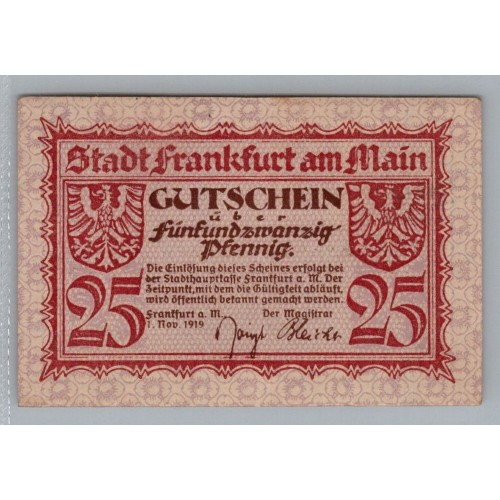 Stadt Frankfurt am Main
GUTSCHEIN
über
fünfundzwanzig
Pfennig.
Die Einlösung dieses Scheines erfolgt bei
der Stadthauptkasse Frankfurt a. M. Der
Zeitpunkt, mit dem die Gültigkeit abläuft,
wird öffentlich bekannt gemacht werden.
Frankfurt a. M. Der Magistrat
1. Nov. 1919
25 25